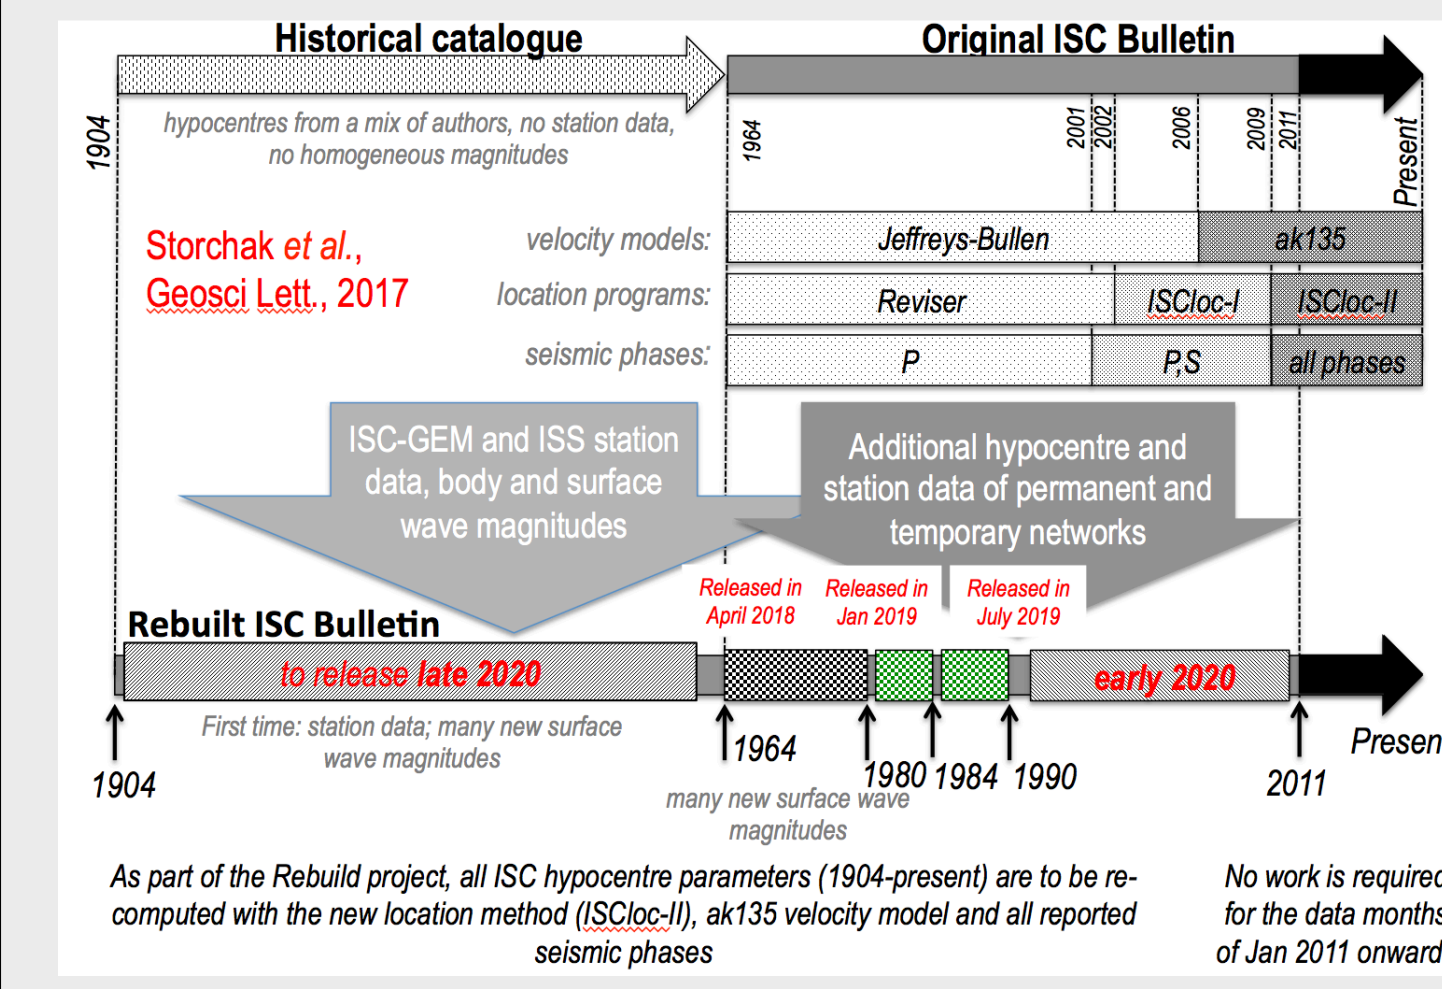 Historical catalogue
Original ISC Bulletin
hypocentres from a mix of authors, no station data,
no homogeneous magnitudes
1904
1964
2001
2002
2006
2009
2011
Present
Storchak et al.,
Geosci Lett., 2017
velocity models:
Jeffreys-Bullen
ak135
location programs:
Reviser
ISCloc-I
ISCloc-II
seismic phases:
P
P,S
all phases
ISC-GEM and ISS station
data, body and surface
wave magnitudes
Additional hypocentre and
station data of permanent and
temporary networks
Released in
April 2018
Released in
Jan 2019
Released in
July 2019
Rebuilt ISC Bulletin
to release late 2020
early 2020
First time: station data; many new surface
wave magnitudes
1904
1964
1980
1984
1990
2011
Presen
many new surface wave
magnitudes
As part of the Rebuild project, all ISC hypocentre parameters (1904-present) are to be re-
computed with the new location method (ISCloc-II), ak135 velocity model and all reported
seismic phases
No work is required
for the data months
of Jan 2011 onward